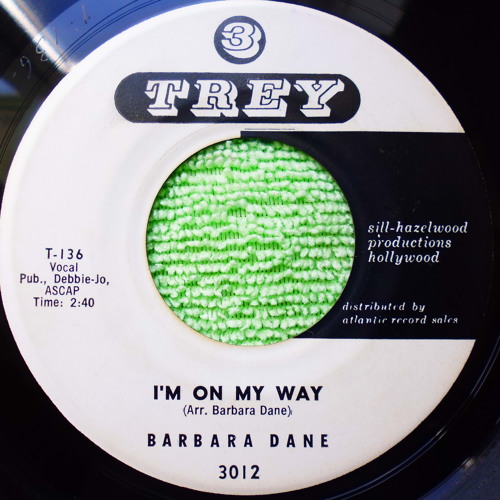 3
TREY
sill-hazelwood
productions
hollywood
T-136
Vocal
Pub., Debbie-Jo,
ASCAP
Time: 2:40
distributed by
atlantic record sales
I'M ON MY WAY
(Arr. Barbara Dane)
BARBARA DANE
3012